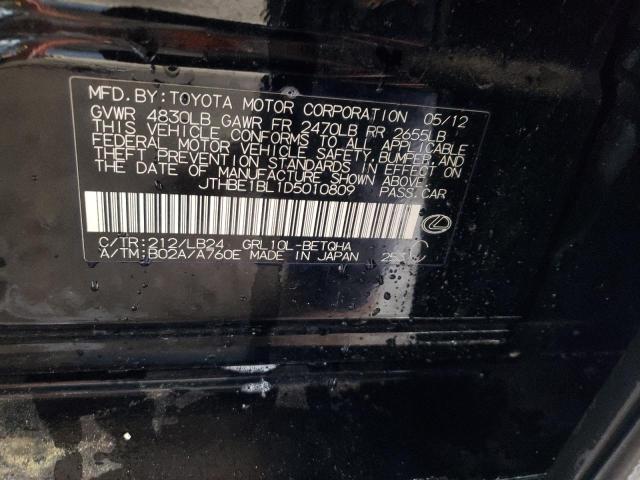 MFD.BY:TOYOTA MOTOR CORPORATION 05/12
GVWR 4830LB GAWR FR 2470LB RR 2655LB
THIS VEHICLE CONFORMS TO ALL APPLICABLE
FEDERAL MOTOR VEHICLE SAFETY, BUMPER, AND
THEFT PREVENTION STANDARDS IN EFFECT ON
THE DATE OF MANUFACTURE SHOWN ABOVE.
JTHBE1BL1D5010809 PASS.CAR
C/TR:212/LB24 GRL10L-BETQHA
A/TM:B02A/A760E MADE IN JAPAN